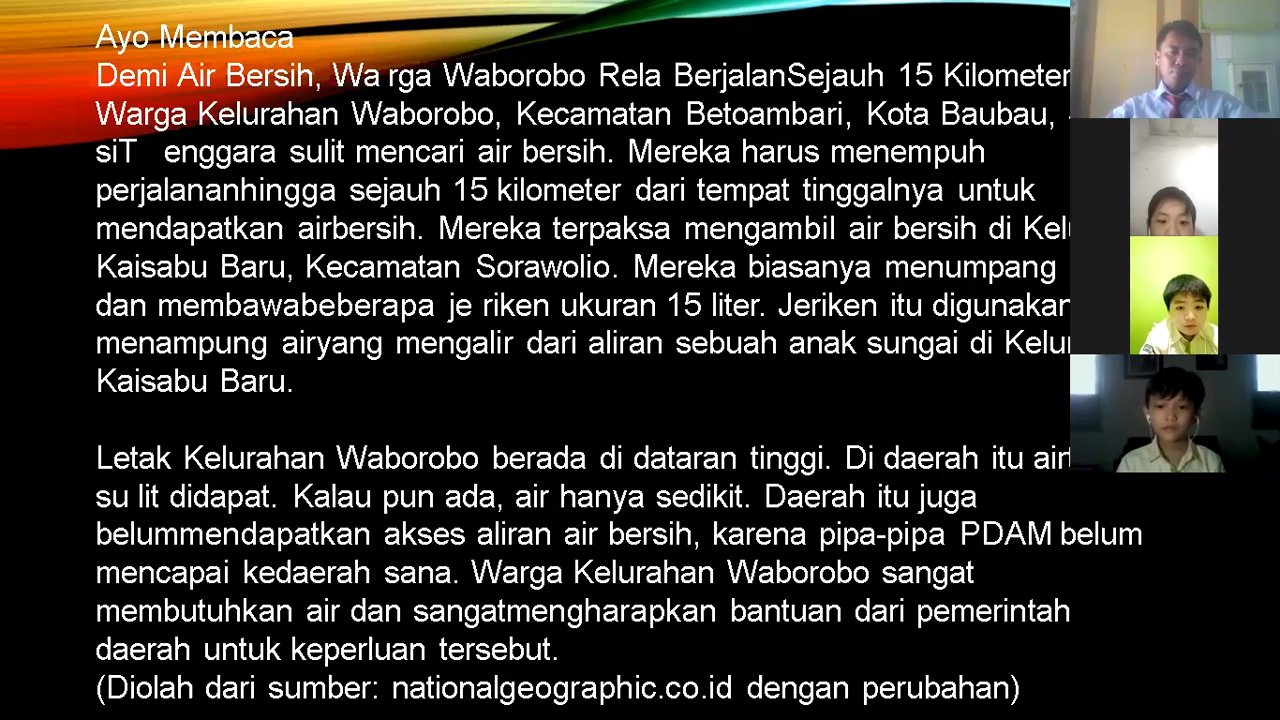 Ayo Membaca
Demi Air Bersih, Wa rga Waborobo Rela BerjalanSejauh 15 Kilometer
Warga Kelurahan Waborobo, Kecamatan Betoambari, Kota Baubau,
siT enggara sulit mencari air bersih. Mereka harus menempuh
perjalananhingga sejauh 15 kilometer dari tempat tinggalnya untuk
mendapatkan airbersih. Mereka terpaksa mengambil air bersih di
Kaisabu Baru, Kecamatan Sorawolio. Mereka biasanya menumpang
dan membawabeberapa je riken ukuran 15 liter. Jeriken itu digunakan
menampung airyang mengalir dari aliran sebuah anak sungai di
Kaisabu Baru.
Letak Kelurahan Waborobo berada di dataran tinggi. Di daerah itu
su lit didapat. Kalau pun ada, air hanya sedikit. Daerah itu juga
belummendapatkan akses aliran air bersih, karena pipa-pipa PDAM belum
mencapai kedaerah sana. Warga Kelurahan Waborobo sangat
membutuhkan air dan sangatmengharapkan bantuan dari pemerintah
daerah untuk keperluan tersebut.
(Diolah dari sumber: nationalgeographic.co.id dengan perubahan)